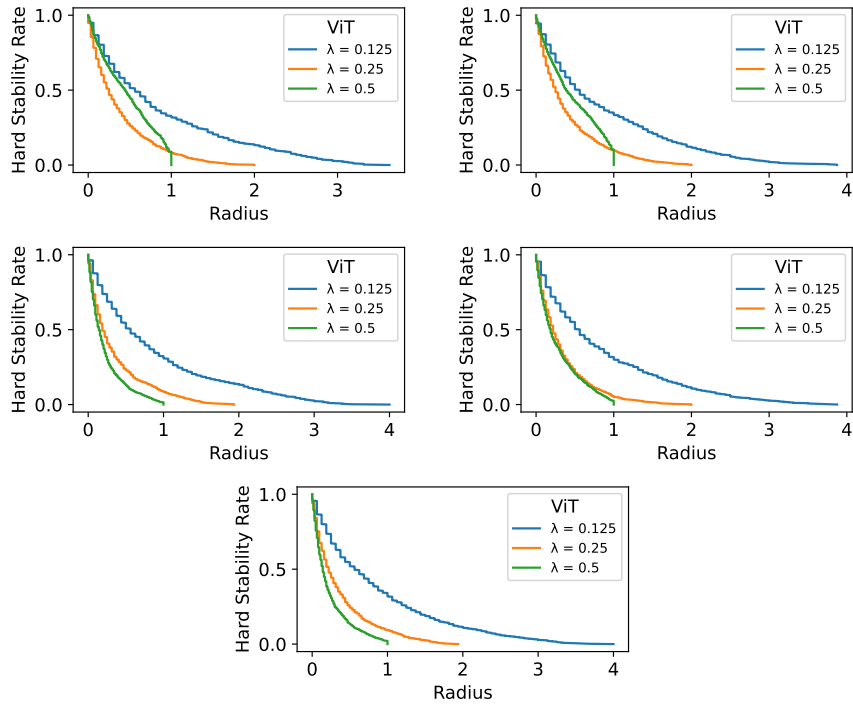 Hard Stability Rate
1.0
0.5
0.0
ViT
λ = 0.125
λ = 0.25
λ = 0.5
0 1 2 3
Radius
Hard Stability Rate
1.0
0.5
0.0
ViT
λ = 0.125
λ = 0.25
λ = 0.5
0 1 2 3 4
Radius
Hard Stability Rate
1.0
0.5
0.0
ViT
λ = 0.125
λ = 0.25
λ = 0.5
0 1 2 3 4
Radius
Hard Stability Rate
1.0
0.5
0.0
ViT
λ = 0.125
λ = 0.25
λ = 0.5
0 1 2 3 4
Radius
Hard Stability Rate
1.0
0.5
0.0
ViT
λ = 0.125
λ = 0.25
λ = 0.5
0 1 2 3 4
Radius